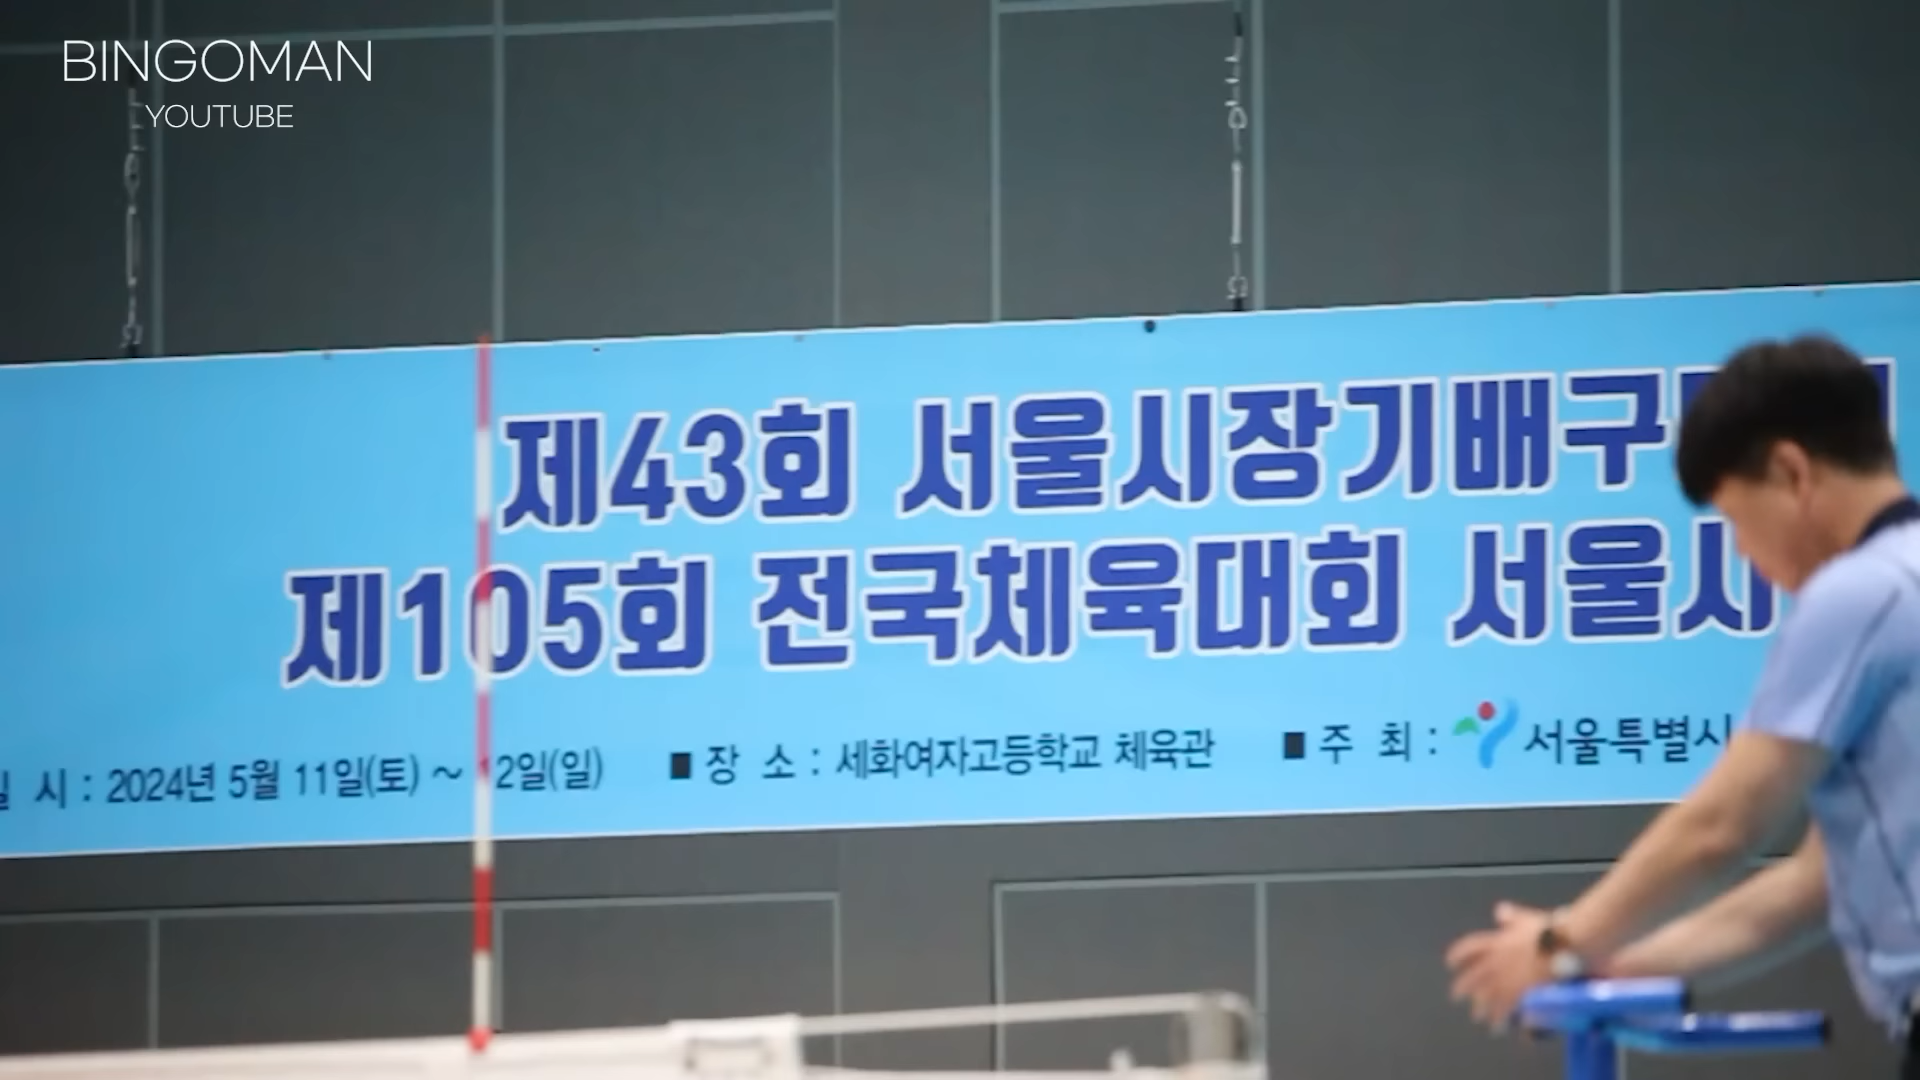 BINGOMAN
YOUTUBE
제43회 서울시장기배구
제105회 전국체육대회 서울시
시 : 2024년 5월 11일(토) ~ 2일(일) ■ 장 소 : 세화여자고등학교 체육관 ■ 주 최 : 서울특별시